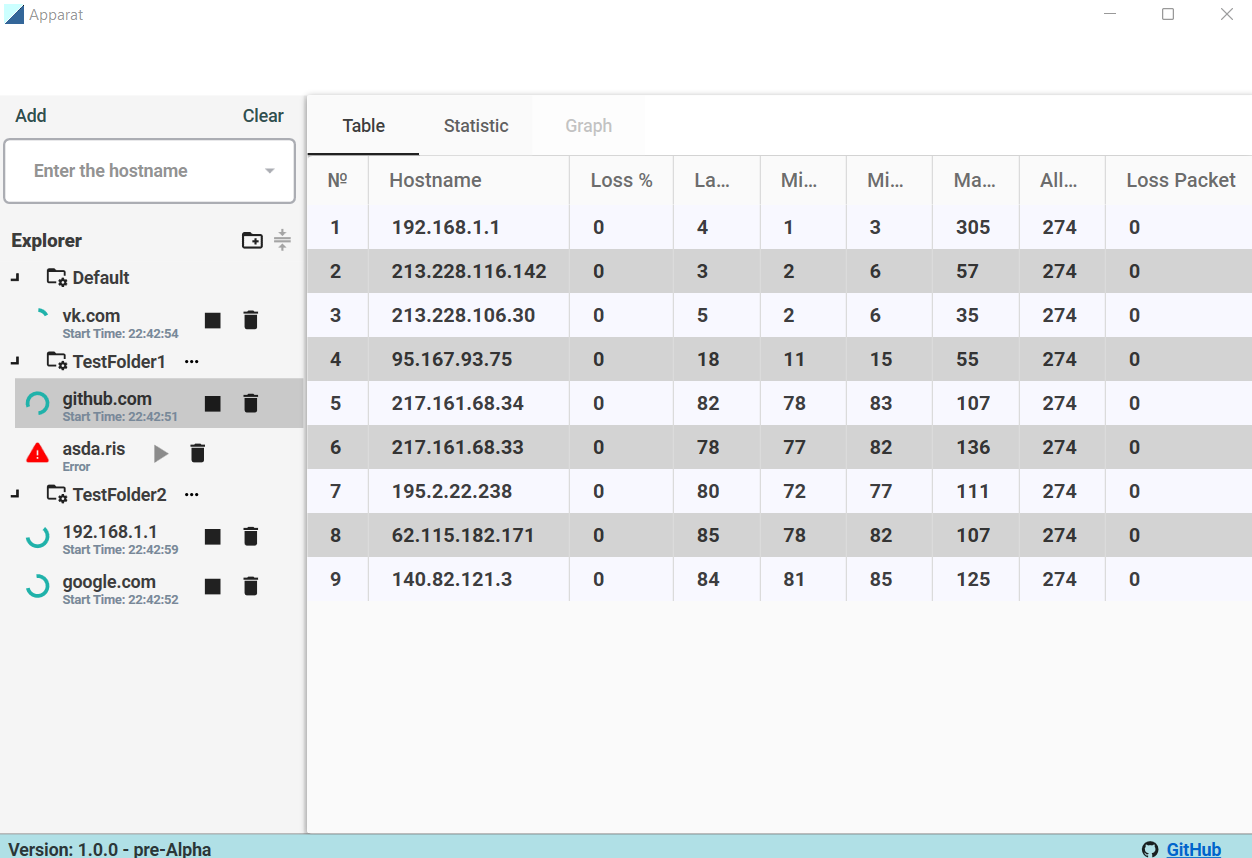 Apparat
Add Clear
Enter the hostname
Explorer
Default
vk.com
Start Time: 22:42:54
TestFolder1 ...
github.com
Start Time: 22:42:51
asda.ris
Error
TestFolder2 ...
192.168.1.1
Start Time: 22:42:59
google.com
Start Time: 22:42:52
Table Statistic Graph
№ Hostname Loss % La... Mi... Mi... Ma... All... Loss Packet
1 192.168.1.1 0 4 1 3 305 274 0
2 213.228.116.142 0 3 2 6 57 274 0
3 213.228.106.30 0 5 2 6 35 274 0
4 95.167.93.75 0 18 11 15 55 274 0
5 217.161.68.34 0 82 78 83 107 274 0
6 217.161.68.33 0 78 77 82 136 274 0
7 195.2.22.238 0 80 72 77 111 274 0
8 62.115.182.171 0 85 78 82 107 274 0
9 140.82.121.3 0 84 81 85 125 274 0
Version: 1.0.0 - pre-Alpha GitHub